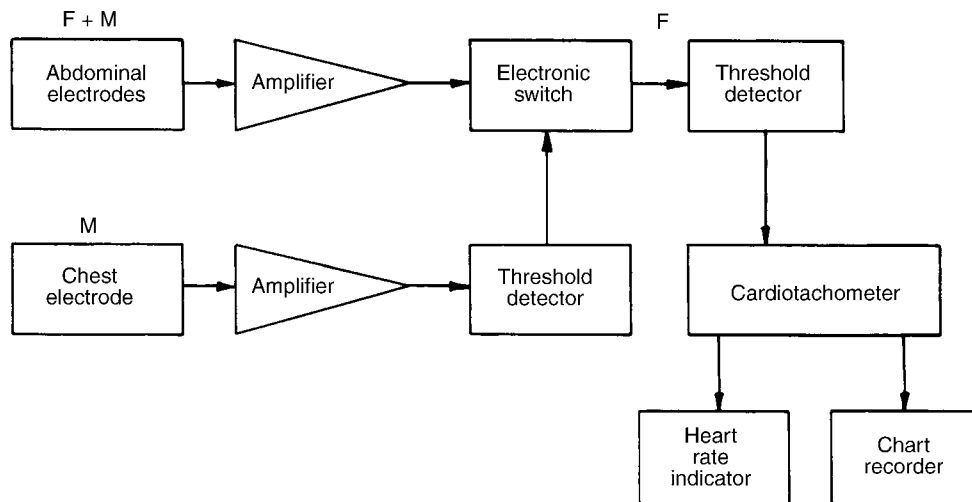 F + M
F
Abdominal
electrodes
Amplifier
Electronic
switch
Threshold
detector
M
Chest
electrode
Amplifier
Threshold
detector
Cardiotachometer
Heart
rate
indicator
Chart
recorder